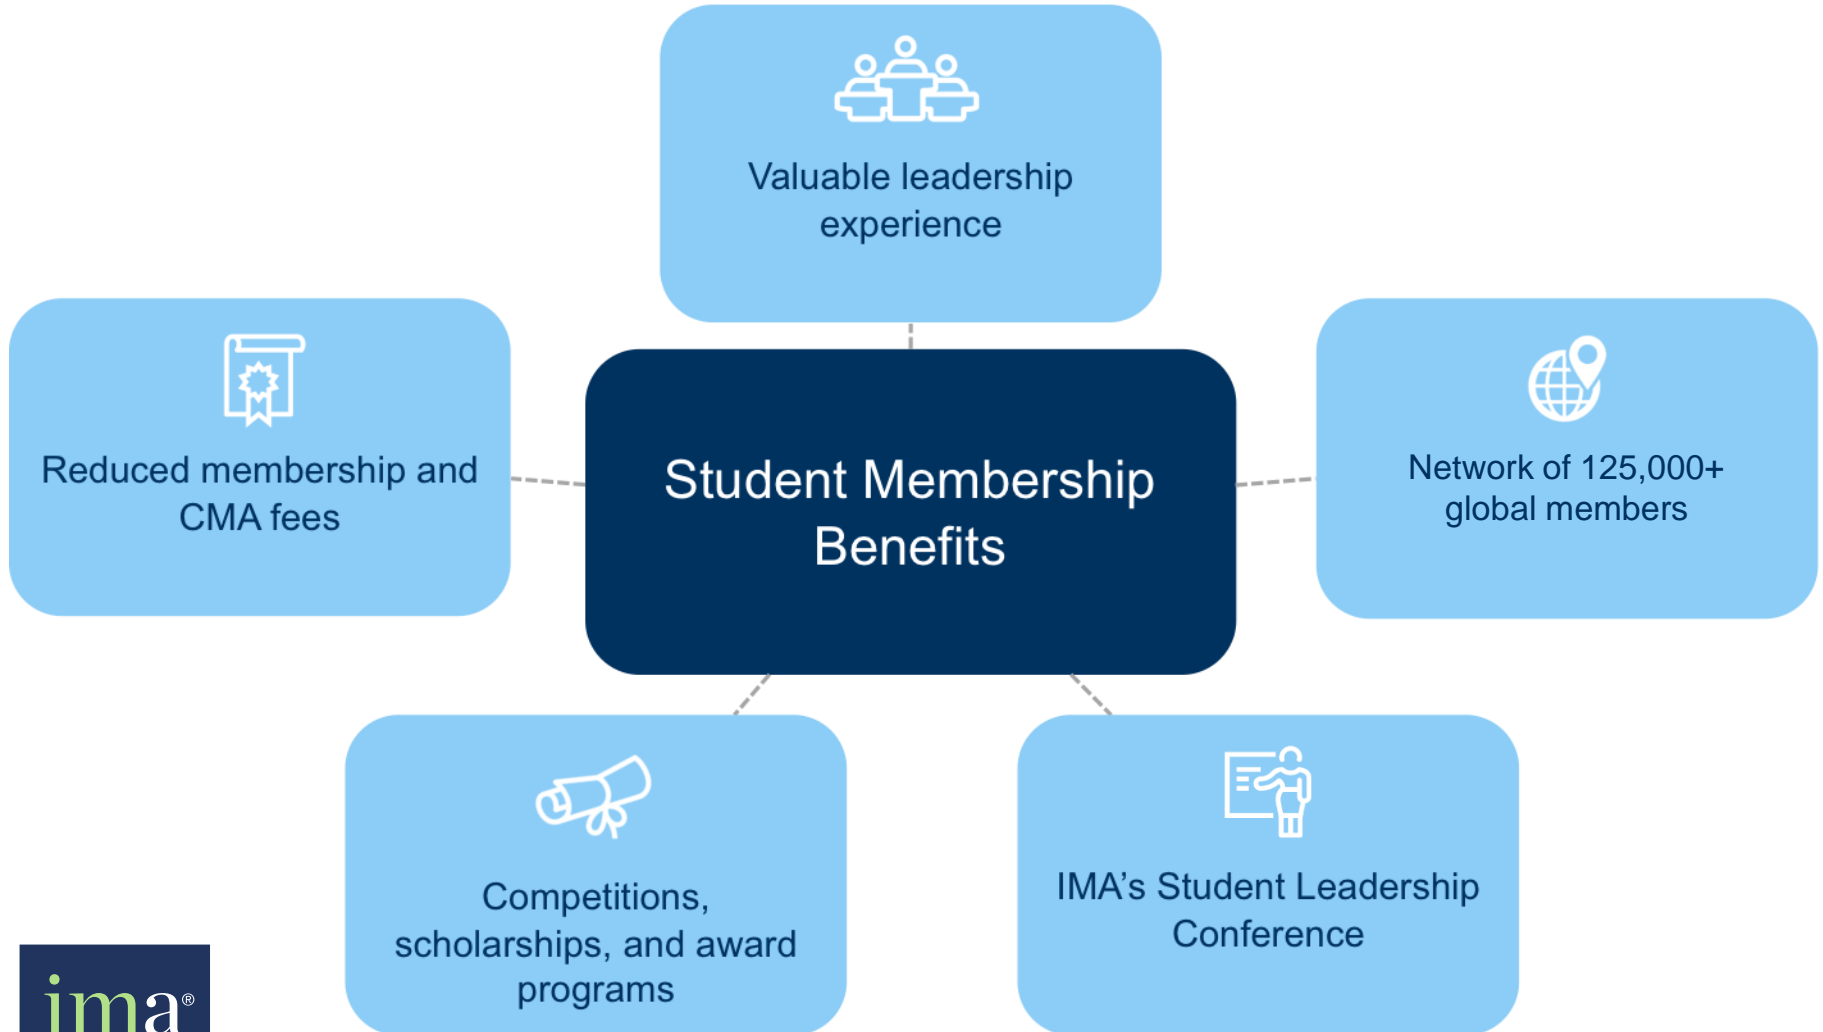 Valuable leadership
experience
Reduced membership and
CMA fees
Student Membership
Benefits
Network of 125,000+
global members
Competitions,
scholarships, and award
programs
IMA’s Student Leadership
Conference
ima®